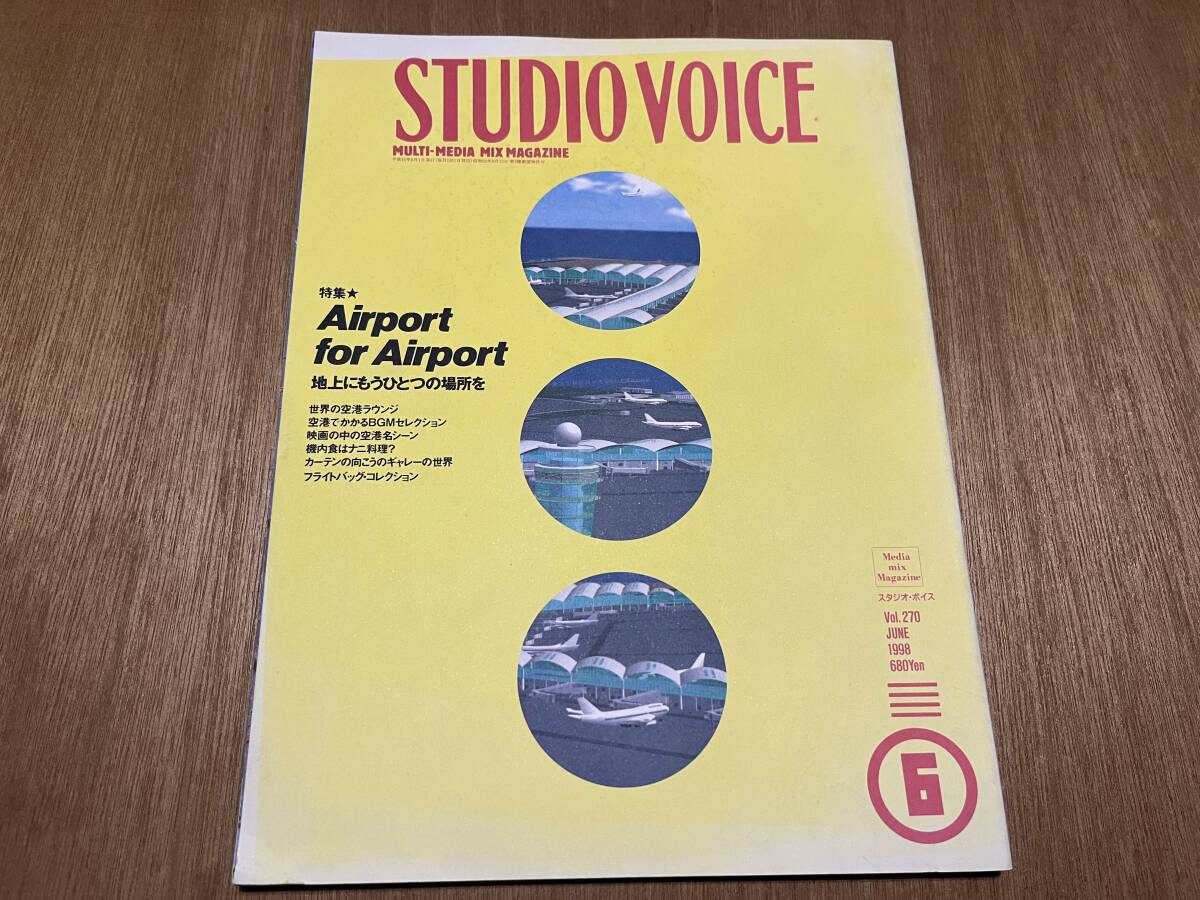 STUDIO VOICE
MULTI-MEDIA MIX MAGAZINE
特集★
Airport
for Airport
地上にもうひとつの場所を
世界の空港ラウンジ
空港でかかるBGMセレクション
映画の中の空港名シーン
機内食はナニ料理?
カーテンの向こうのギャレーの世界
フライトバッグ・コレクション
Media
mix
Magazine
スタジオ・ボイス
Vol.270
JUNE
1998
680Yen
6